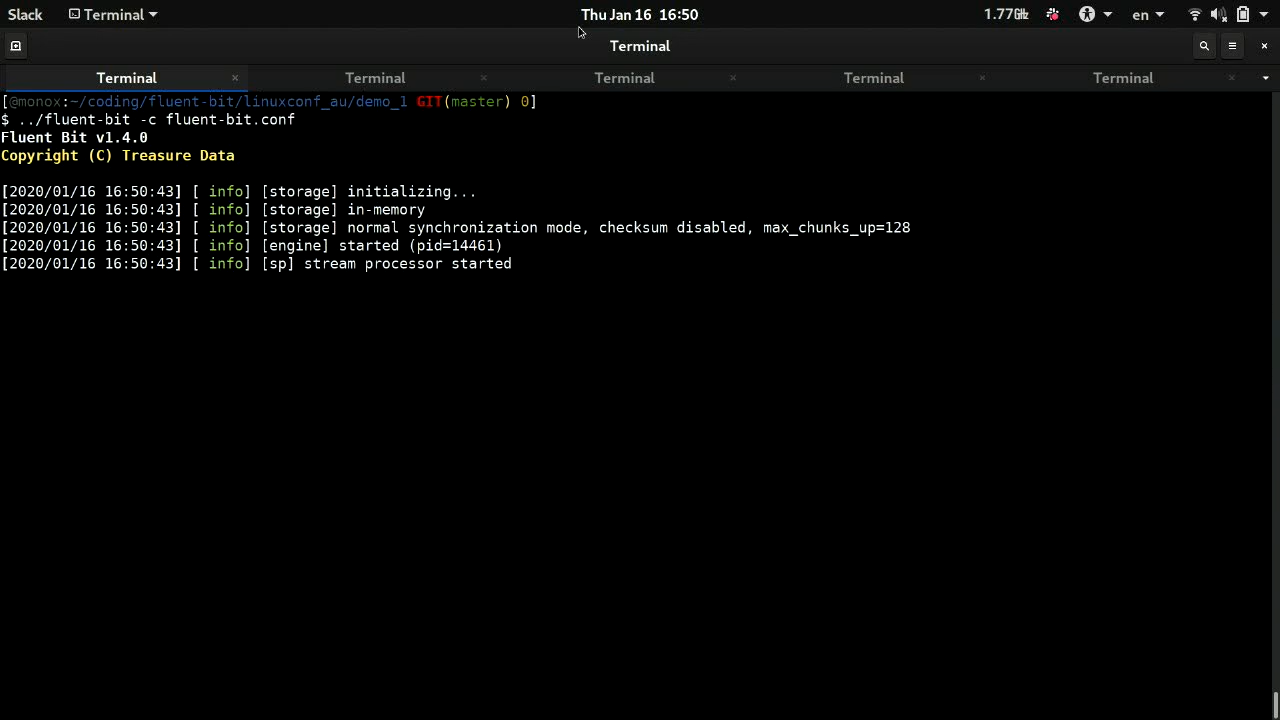 Slack Terminal Thu Jan 16 16:50 1.77GHz en
Terminal
Terminal Terminal Terminal Terminal Terminal
[@monox:~/coding/fluent-bit/linuxconf_au/demo_1 GIT(master) 0]
$ ../fluent-bit -c fluent-bit.conf
Fluent Bit v1.4.0
Copyright (C) Treasure Data
[2020/01/16 16:50:43] [ info] [storage] initializing...
[2020/01/16 16:50:43] [ info] [storage] in-memory
[2020/01/16 16:50:43] [ info] [storage] normal synchronization mode, checksum disabled, max_chunks_up=128
[2020/01/16 16:50:43] [ info] [engine] started (pid=14461)
[2020/01/16 16:50:43] [ info] [sp] stream processor started